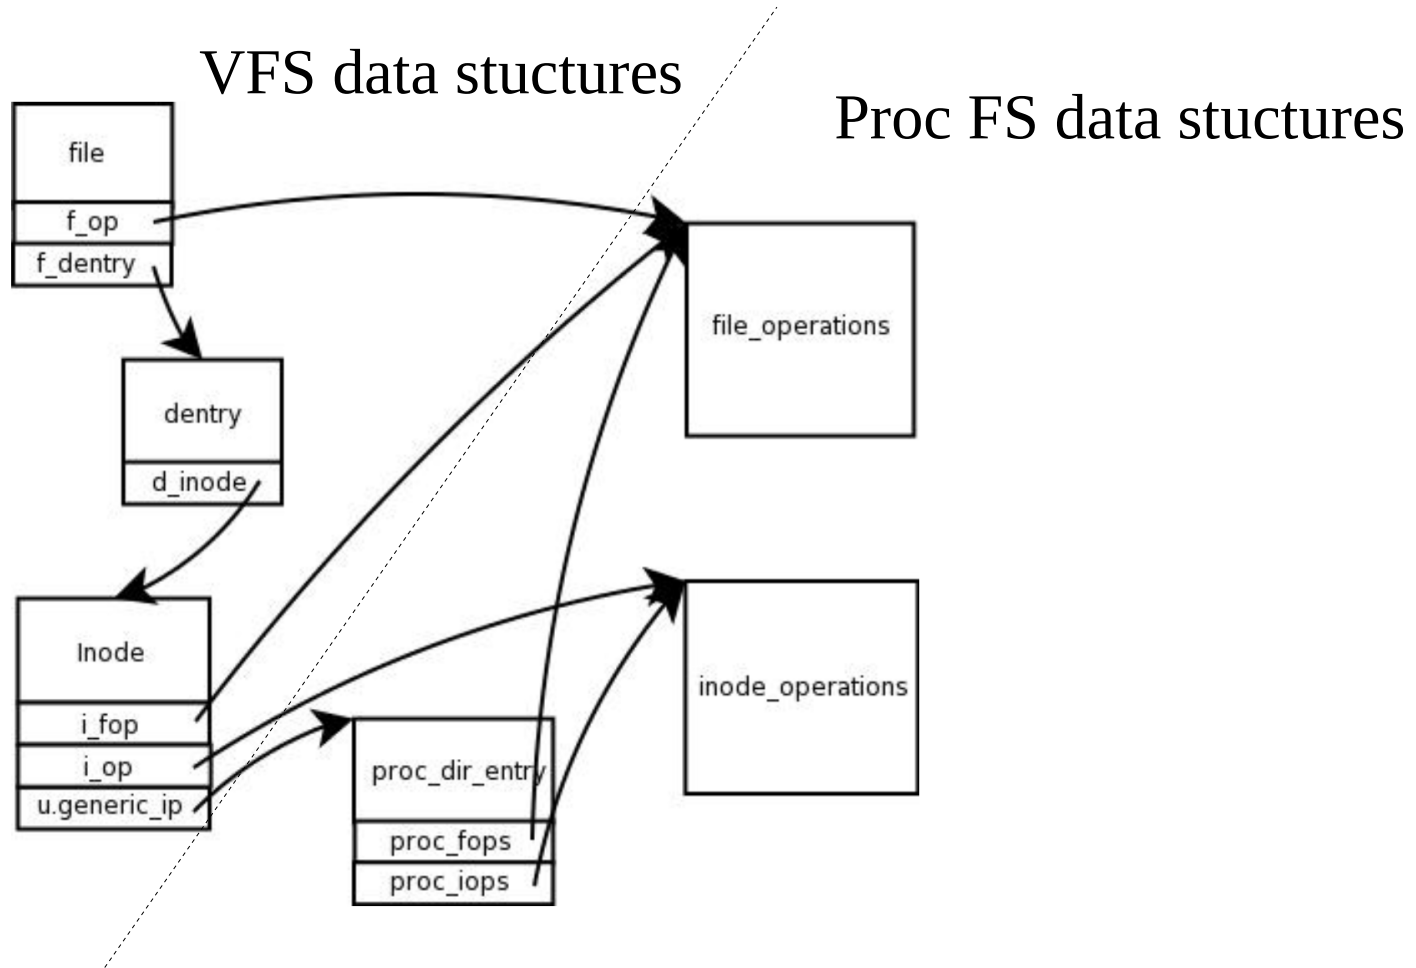 VFS data stuctures
Proc FS data stuctures
file
f_op
f_dentry
file_operations
dentry
d_inode
Inode
i_fop
i_op
u.generic_ip
inode_operations
proc_dir_entry
proc_fops
proc_iops